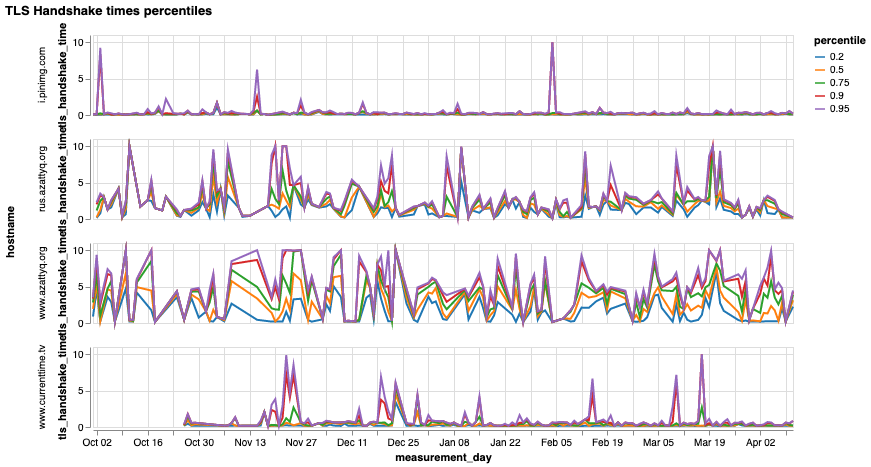 TLS Handshake times percentiles
percentile
0.2
0.5
0.75
0.9
0.95
hostname
i.pinimg.com
tls_handshake_time
10
5
0
rus.azattyq.org
tls_handshake_time
10
5
0
www.azattyq.org
tls_handshake_time
10
5
0
www.currenttime.tv
tls_handshake_time
10
5
0
Oct 02 Oct 16 Oct 30 Nov 13 Nov 27 Dec 11 Dec 25 Jan 08 Jan 22 Feb 05 Feb 19 Mar 05 Mar 19 Apr 02
measurement_day